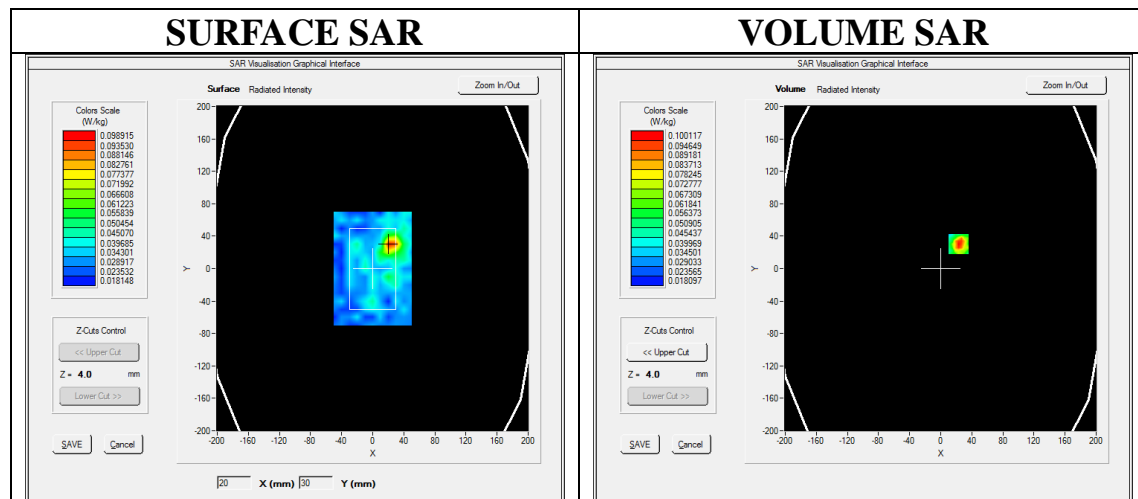 SURFACE SAR
SAR Visualisation Graphical Interface
Surface Radiated Intensity
Zoom In/Out
Colors Scale
(W/kg)
0.098915
0.093530
0.088146
0.082761
0.077377
0.071992
0.066608
0.061223
0.055839
0.050454
0.045070
0.039685
0.034301
0.028917
0.023532
0.018148
200
160
120
80
40
0
-40
-80
-120
-160
-200
Y
-200 -160 -120 -80 -40 0 40 80 120 160 200
X
Z-Cuts Control
<< Upper Cut
Z = 4.0 mm
Lower Cut >>
SAVE Cancel
20 X (mm) 30 Y (mm)
VOLUME SAR
SAR Visualisation Graphical Interface
Volume Radiated Intensity
Zoom In/Out
Colors Scale
(W/kg)
0.100117
0.094649
0.089181
0.083713
0.078245
0.072777
0.067309
0.061841
0.056373
0.050905
0.045437
0.039969
0.034501
0.029033
0.023565
0.018097
200
160
120
80
40
0
-40
-80
-120
-160
-200
Y
-200 -160 -120 -80 -40 0 40 80 120 160 200
X
Z-Cuts Control
<< Upper Cut
Z = 4.0 mm
Lower Cut >>
SAVE Cancel